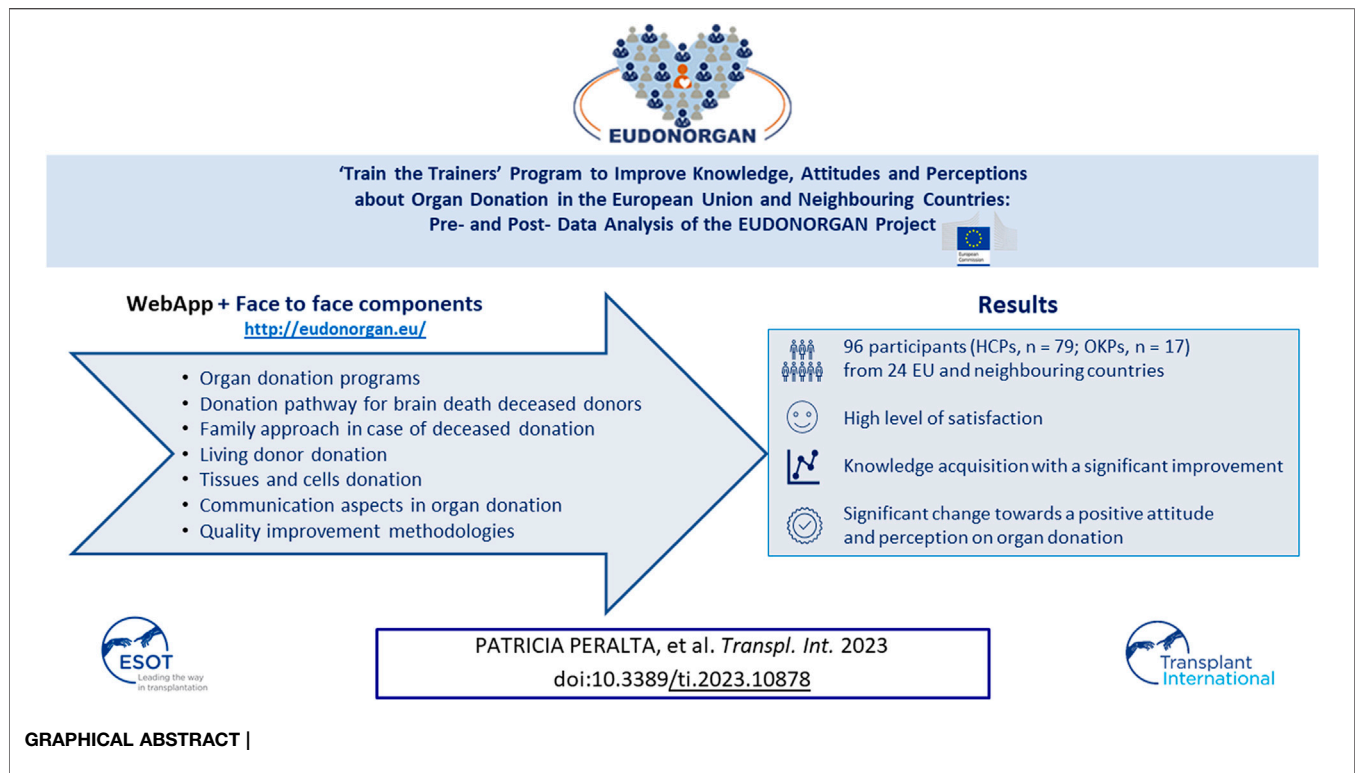 EUDONORGAN
‘Train the Trainers’ Program to Improve Knowledge, Attitudes and Perceptions
about Organ Donation in the European Union and Neighbouring Countries:
Pre- and Post- Data Analysis of the EUDONORGAN Project
European
Commission
WebApp + Face to face components
http://eudonorgan.eu/
• Organ donation programs
• Donation pathway for brain death deceased donors
• Family approach in case of deceased donation
• Living donor donation
• Tissues and cells donation
• Communication aspects in organ donation
• Quality improvement methodologies
Results
96 participants (HCPs, n = 79; OKPs, n = 17)
from 24 EU and neighbouring countries
High level of satisfaction
Knowledge acquisition with a significant improvement
Significant change towards a positive attitude
and perception on organ donation
ESOT
Leading the way
in transplantation
PATRICIA PERALTA, et al. Transpl. Int. 2023
doi:10.3389/ti.2023.10878
Transplant
International
GRAPHICAL ABSTRACT |